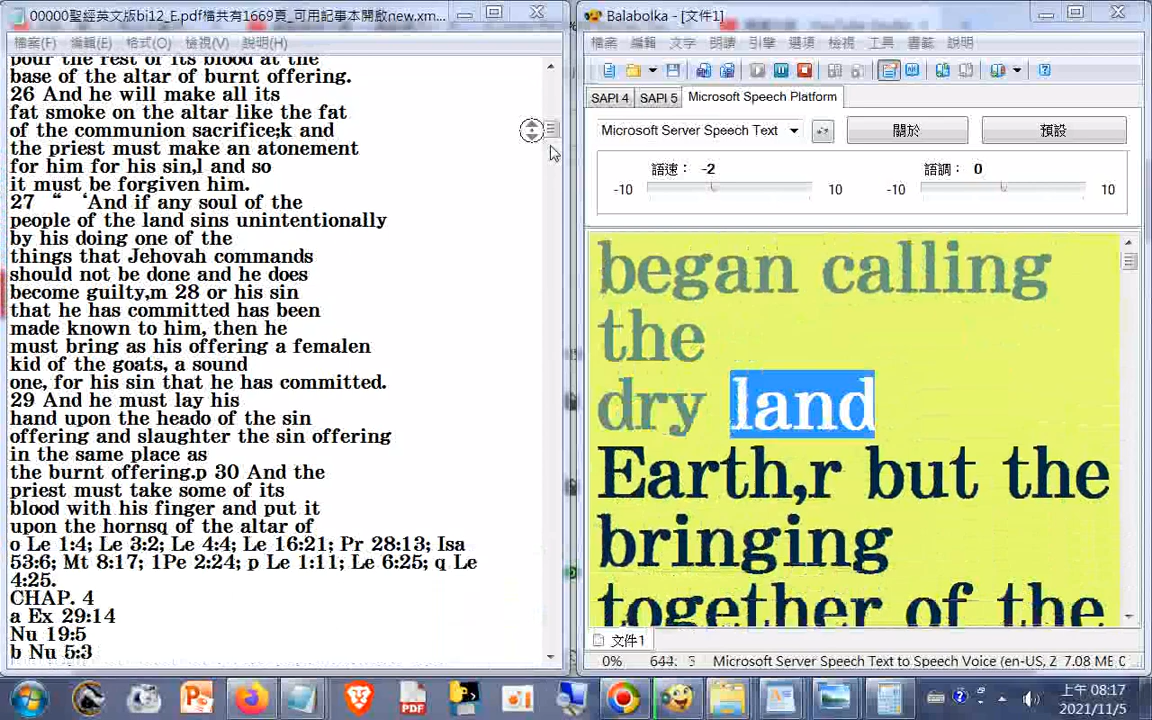 00000聖經英文版bi12_E.pdf檔共有1669頁_可用記事本開啟new.xm...
檔案(F) 編輯(E) 格式(O) 檢視(V) 說明(H)
pour the rest of its blood at the
base of the altar of burnt offering.
26 And he will make all its
fat smoke on the altar like the fat
of the communion sacrifice;k and
the priest must make an atonement
for him for his sin,l and so
it must be forgiven him.
27 “ ‘And if any soul of the
people of the land sins unintentionally
by his doing one of the
things that Jehovah commands
should not be done and he does
become guilty,m 28 or his sin
that he has committed has been
made known to him, then he
must bring as his offering a femalen
kid of the goats, a sound
one, for his sin that he has committed.
29 And he must lay his
hand upon the heado of the sin
offering and slaughter the sin offering
in the same place as
the burnt offering.p 30 And the
priest must take some of its
blood with his finger and put it
upon the hornsq of the altar of
o Le 1:4; Le 3:2; Le 4:4; Le 16:21; Pr 28:13; Isa
53:6; Mt 8:17; 1Pe 2:24; p Le 1:11; Le 6:25; q Le
4:25.
CHAP. 4
a Ex 29:14
Nu 19:5
b Nu 5:3
Balabolka - [文件1]
檔案 編輯 文字 朗讀 引擎 選項 檢視 工具 書籤 說明
SAPI 4 SAPI 5 Microsoft Speech Platform
Microsoft Server Speech Text 關於 預設
語速： -2 語調： 0
-10 10 -10 10
began calling
the
dry land
Earth,r but the
bringing
together of the
文件1
0% 644: 3 Microsoft Server Speech Text to Speech Voice (en-US, Z 7.08 MB
PDF
上午 08:17
2021/11/5